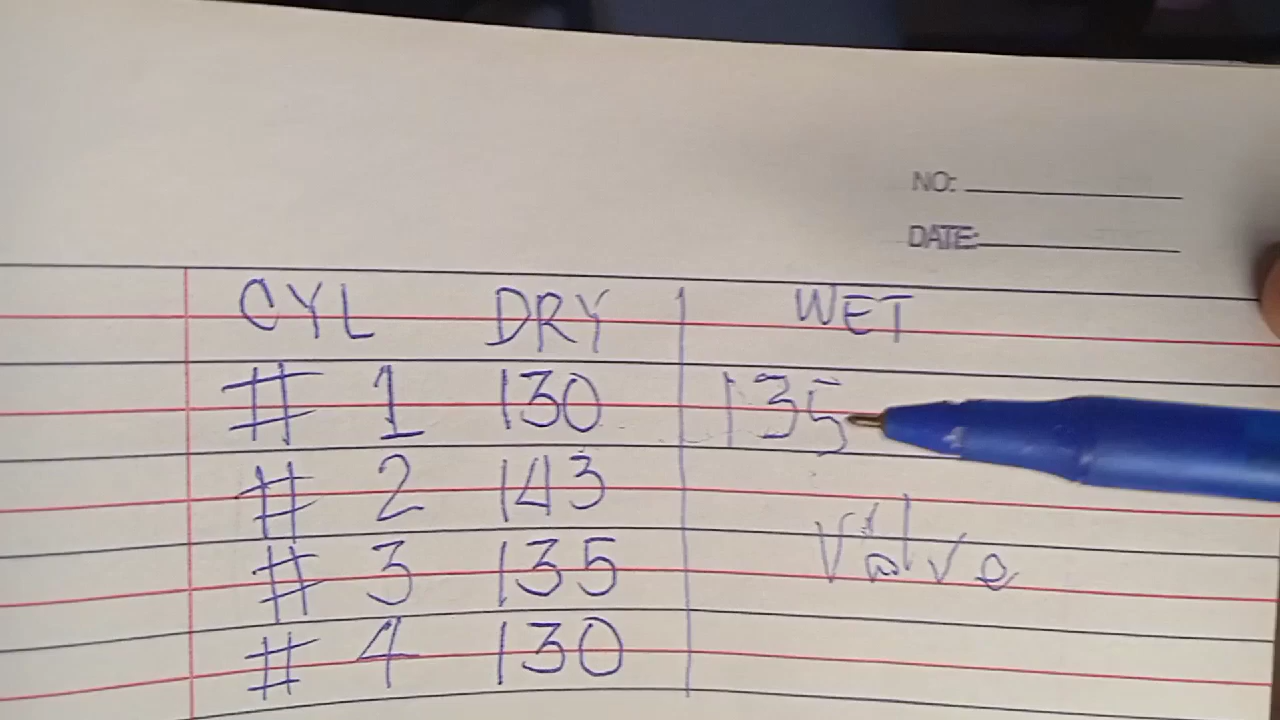 NO:
DATE:
CYL DRY WET
# 1 130 135
# 2 143
# 3 135 Valve
# 4 130